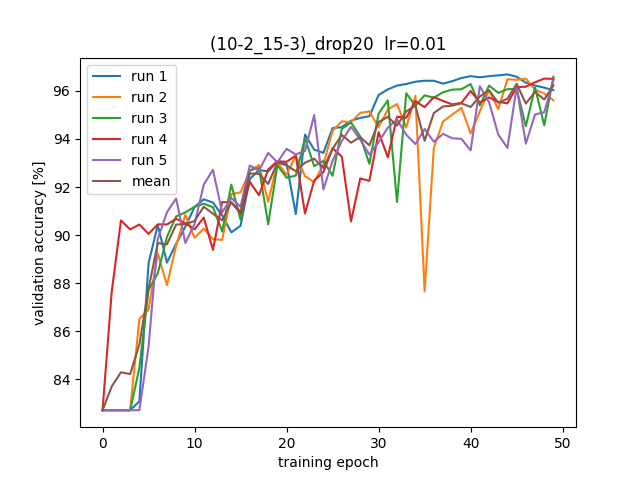 (10-2_15-3)_drop20  lr=0.01
run 1
run 2
run 3
run 4
run 5
mean
validation accuracy [%]
96
94
92
90
88
86
84
0 10 20 30 40 50
training epoch